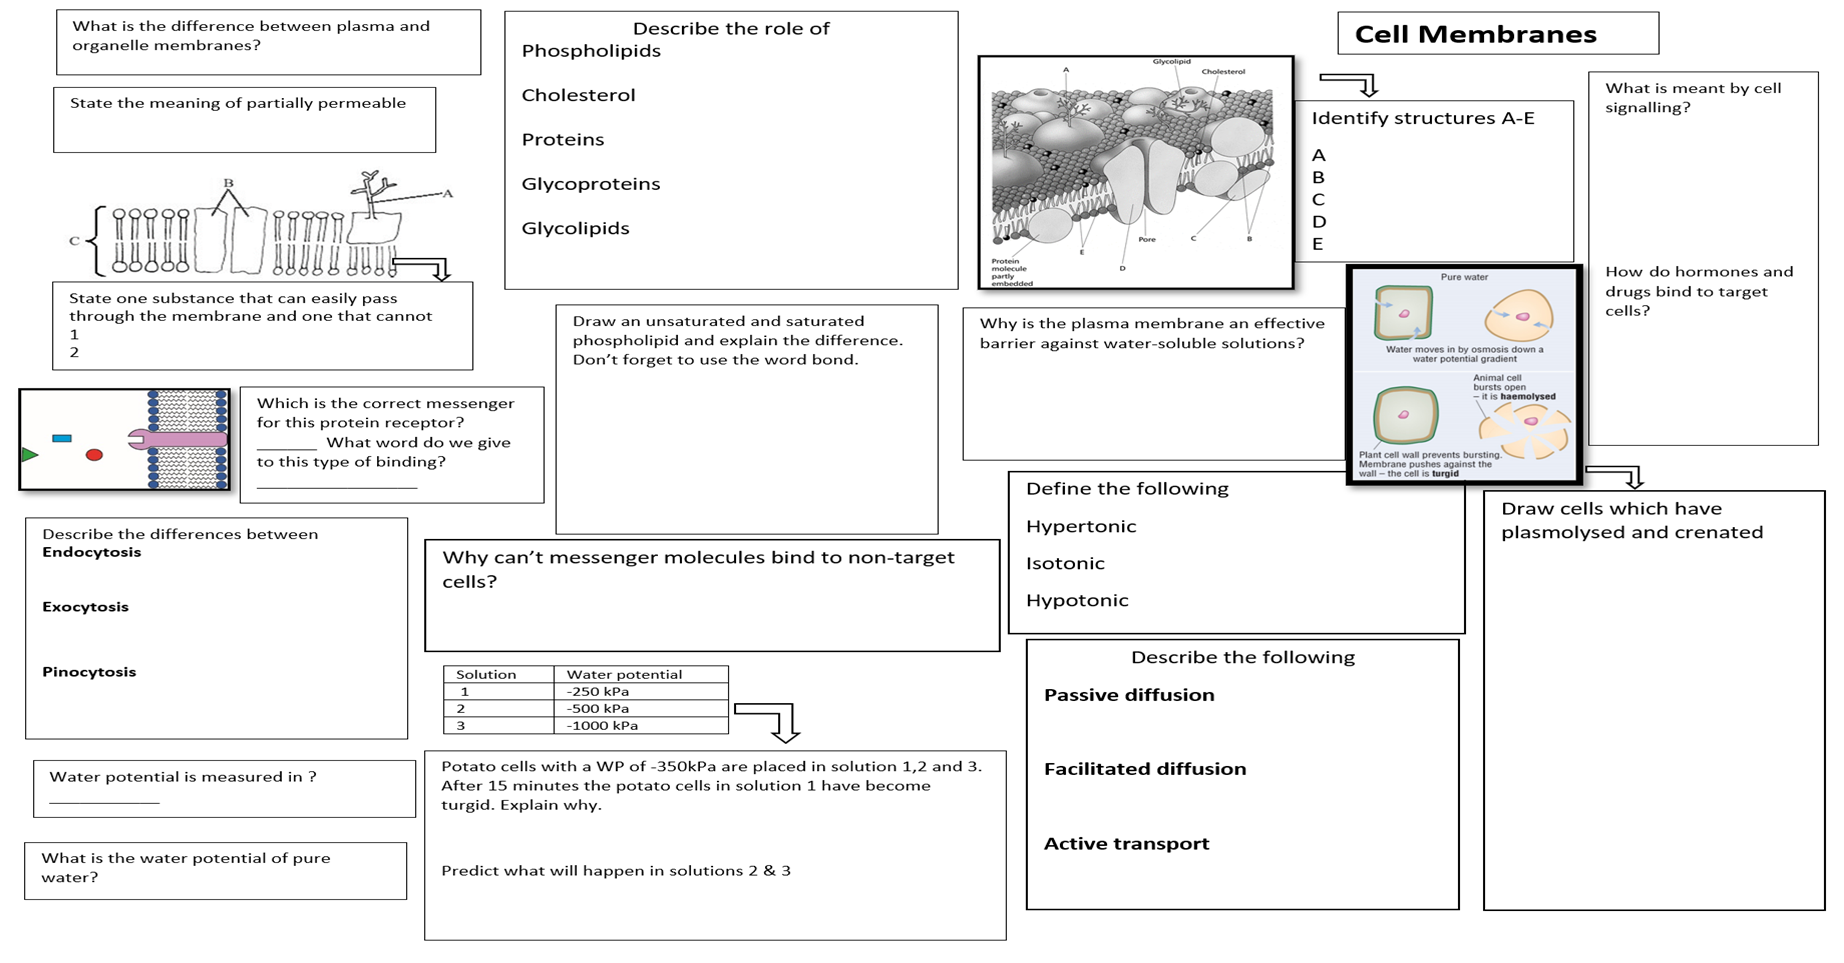 What is the difference between plasma and
organelle membranes?
State the meaning of partially permeable
B
A
C
State one substance that can easily pass
through the membrane and one that cannot
1
2
Which is the correct messenger
for this protein receptor?
______ What word do we give
to this type of binding?
________________
Describe the differences between
Endocytosis
Exocytosis
Pinocytosis
Water potential is measured in ?
___________
What is the water potential of pure
water?
Describe the role of
Phospholipids
Cholesterol
Proteins
Glycoproteins
Glycolipids
Draw an unsaturated and saturated
phospholipid and explain the difference.
Don’t forget to use the word bond.
Why can’t messenger molecules bind to non-target
cells?
Solution Water potential
1 -250 kPa
2 -500 kPa
3 -1000 kPa
Potato cells with a WP of -350kPa are placed in solution 1,2 and 3.
After 15 minutes the potato cells in solution 1 have become
turgid. Explain why.
Predict what will happen in solutions 2 & 3
Cell Membranes
A
Glycolipid
Cholesterol
Pore
C
B
E
D
Protein
molecule
partly
embedded
Identify structures A-E
A
B
C
D
E
Why is the plasma membrane an effective
barrier against water-soluble solutions?
Pure water
Water moves in by osmosis down a
water potential gradient
Animal cell
bursts open
– it is haemolysed
Plant cell wall prevents bursting.
Membrane pushes against the
wall – the cell is turgid
What is meant by cell
signalling?
How do hormones and
drugs bind to target
cells?
Define the following
Hypertonic
Isotonic
Hypotonic
Describe the following
Passive diffusion
Facilitated diffusion
Active transport
Draw cells which have
plasmolysed and crenated